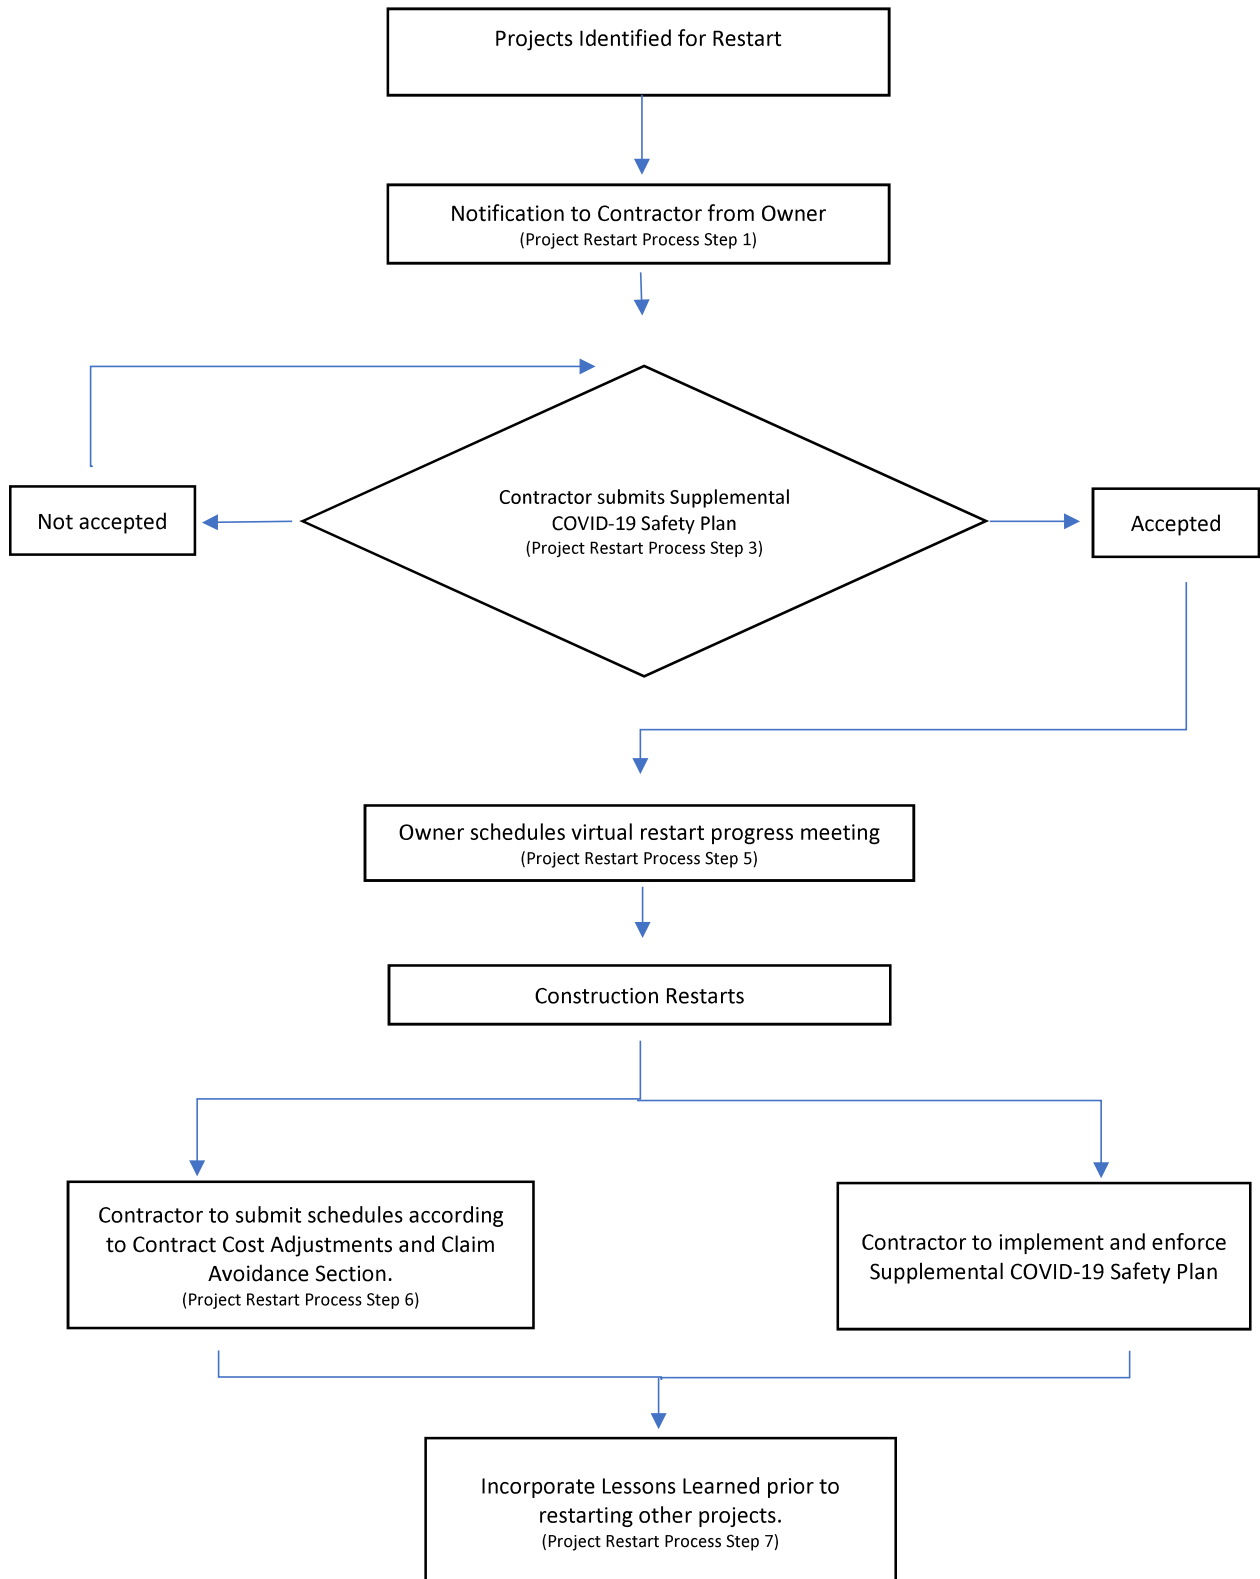 Projects Identified for Restart
Notification to Contractor from Owner
(Project Restart Process Step 1)
Contractor submits Supplemental
COVID-19 Safety Plan
(Project Restart Process Step 3)
Not accepted
Accepted
Owner schedules virtual restart progress meeting
(Project Restart Process Step 5)
Construction Restarts
Contractor to submit schedules according
to Contract Cost Adjustments and Claim
Avoidance Section.
(Project Restart Process Step 6)
Contractor to implement and enforce
Supplemental COVID-19 Safety Plan
Incorporate Lessons Learned prior to
restarting other projects.
(Project Restart Process Step 7)